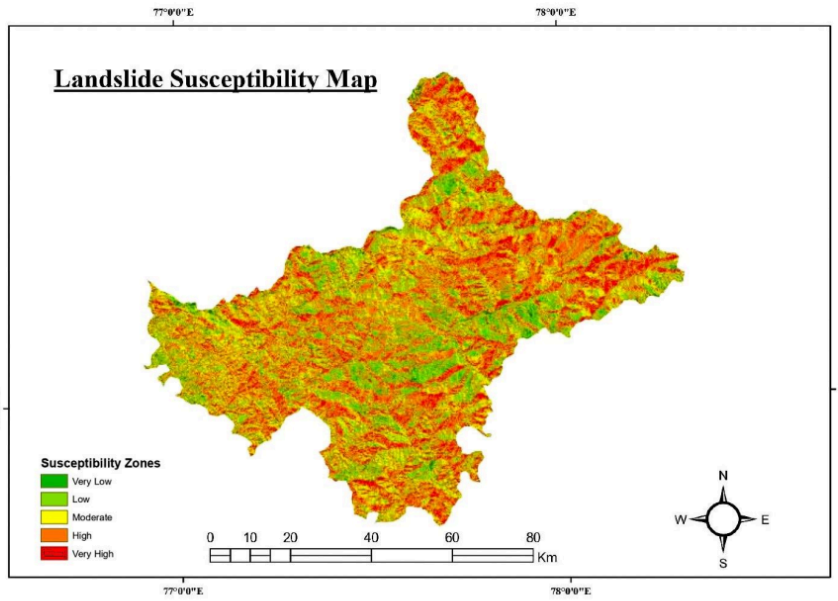 77°0'0"E 78°0'0"E
Landslide Susceptibility Map
Susceptibility Zones
Very Low
Low
Moderate
High
Very High
0 10 20 40 60 80
Km
N
W E
S
77°0'0"E 78°0'0"E